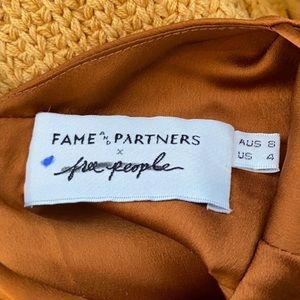 FAME AND PARTNERS
x
free people
AUS 8
US 4